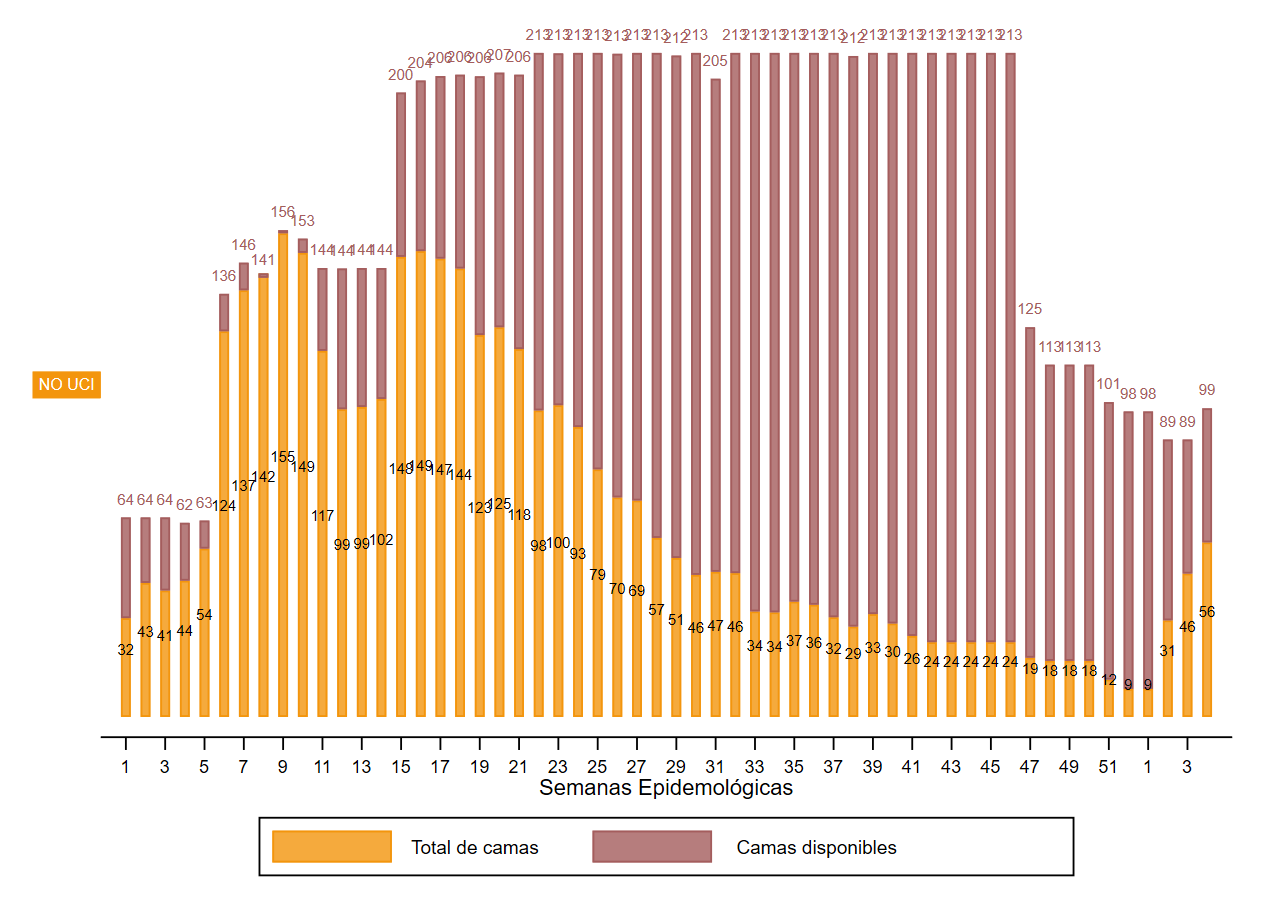 213 213 213 213 213 213 213 212 213 205 213 213 213 213 213 213 212 213 213 213 213 213 213 213 213
200 204 206 206 206 207 206
156 153
146 141 144 144 144 144
136
125
113 113 113
101 98 98 99
89 89
NO UCI
64 64 64 62 63
124 137 142 155 149
148 149 147 144
117 99 99 102
123 125 118
98 100 93
79 70 69
32 43 41 44 54
57 51 46 47 46
34 34 37 36 32 29 33 30 26 24 24 24 24 24 19 18 18 18 12 9 9 31 46 56
1 3 5 7 9 11 13 15 17 19 21 23 25 27 29 31 33 35 37 39 41 43 45 47 49 51 1 3
Semanas Epidemológicas
Total de camas Camas disponibles